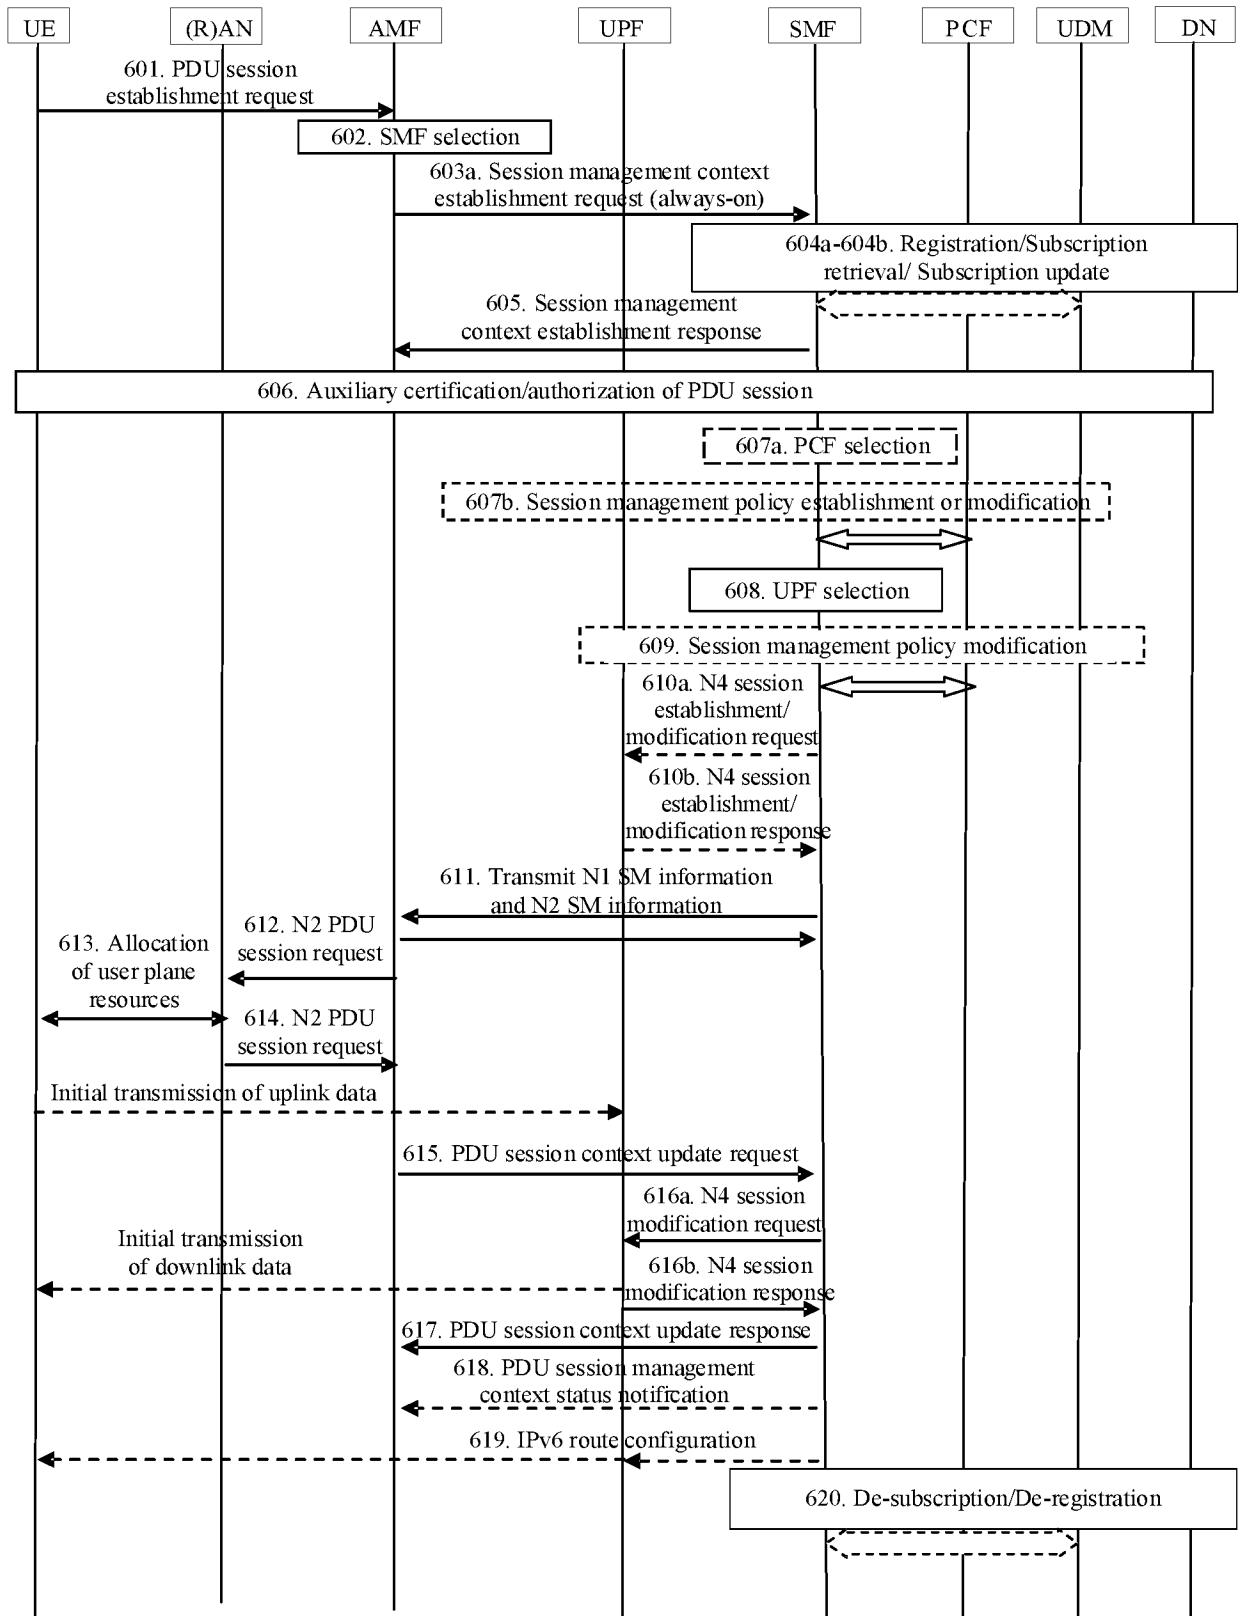 UE
(R)AN
AMF
UPF
SMF
PCF
UDM
DN
601. PDU session
establishment request
602. SMF selection
603a. Session management context
establishment request (always-on)
604a-604b. Registration/Subscription
retrieval/ Subscription update
605. Session management
context establishment response
606. Auxiliary certification/authorization of PDU session
607a. PCF selection
607b. Session management policy establishment or modification
608. UPF selection
609. Session management policy modification
610a. N4 session
establishment/
modification request
610b. N4 session
establishment/
modification response
611. Transmit N1 SM information
and N2 SM information
612. N2 PDU
session request
613. Allocation
of user plane
resources
614. N2 PDU
session request
Initial transmission of uplink data
615. PDU session context update request
616a. N4 session
modification request
Initial transmission
of downlink data
616b. N4 session
modification response
617. PDU session context update response
618. PDU session management
context status notification
619. IPv6 route configuration
620. De-subscription/De-registration